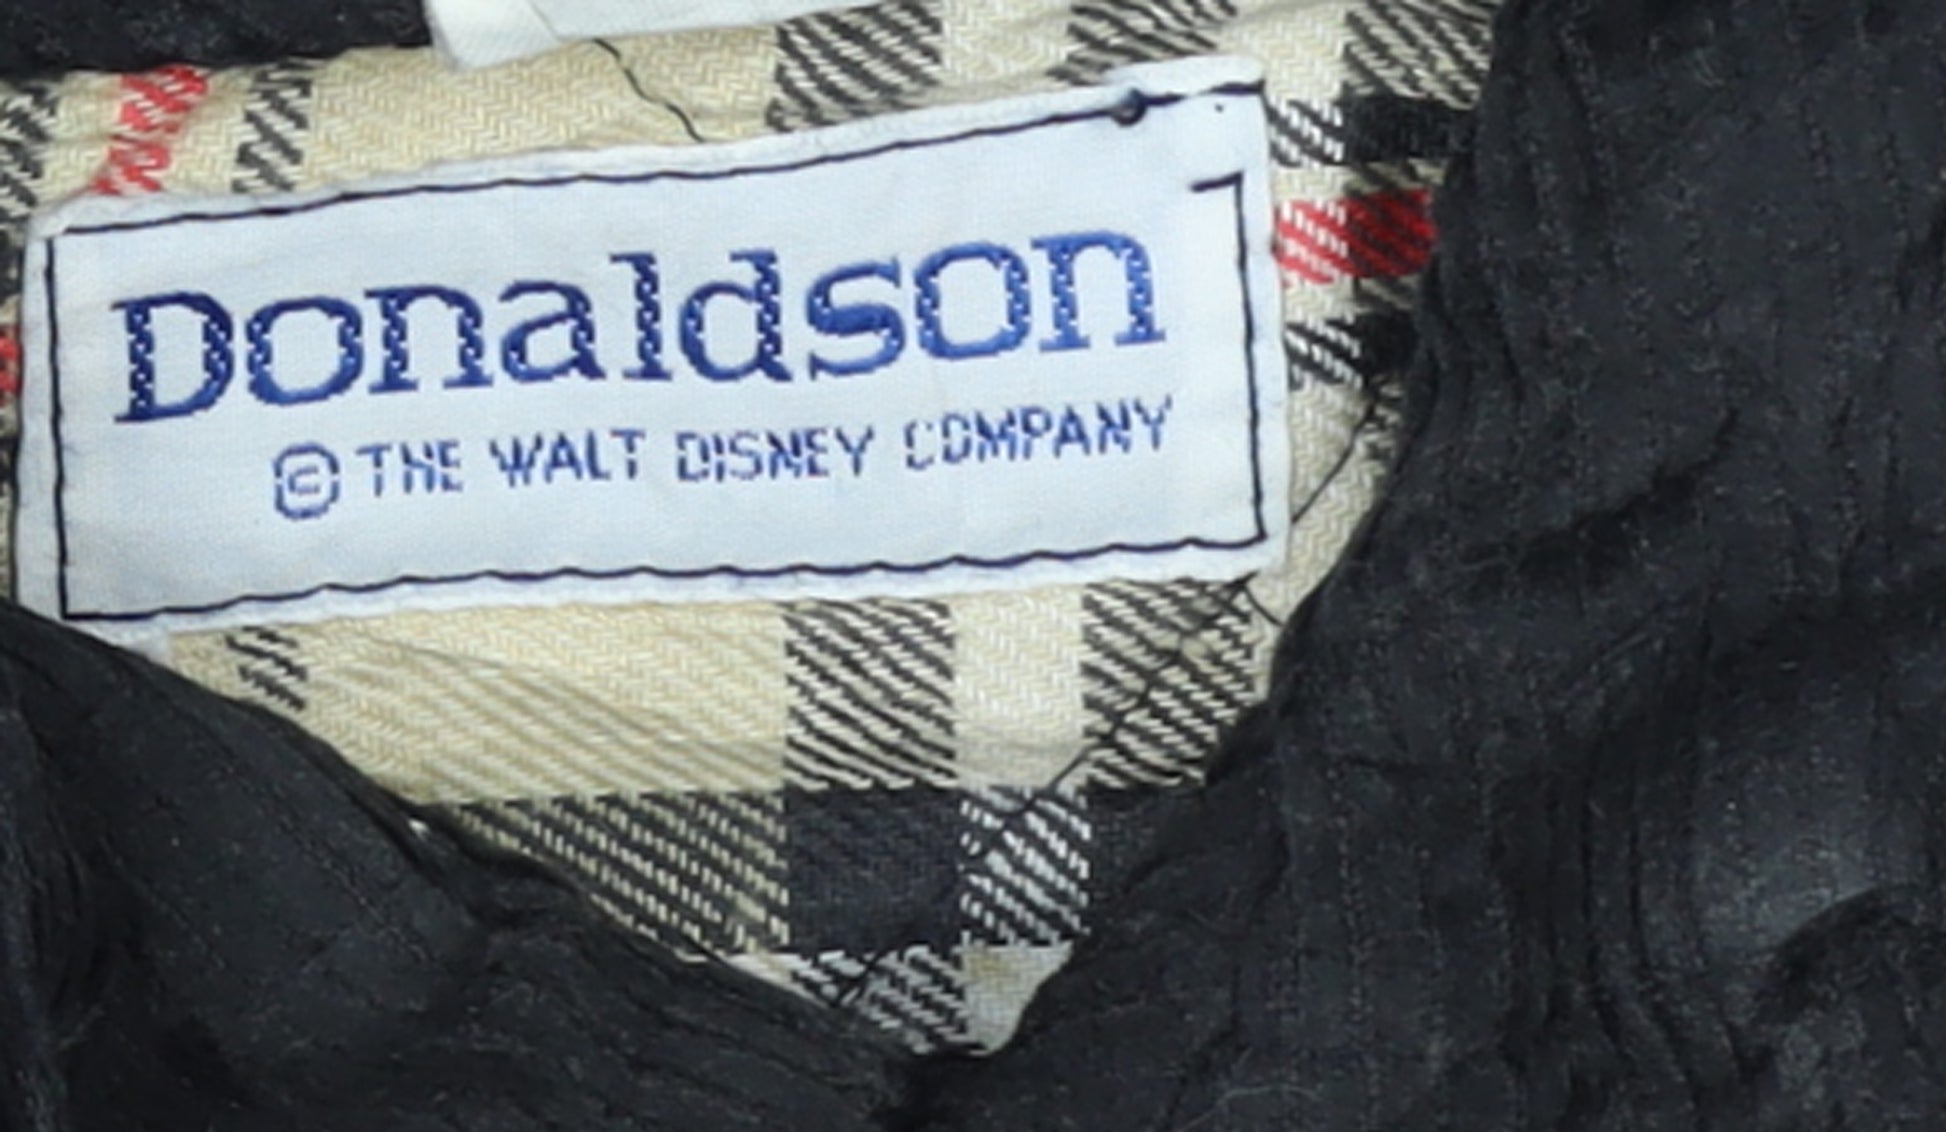 Donaldson
© THE WALT DISNEY COMPANY